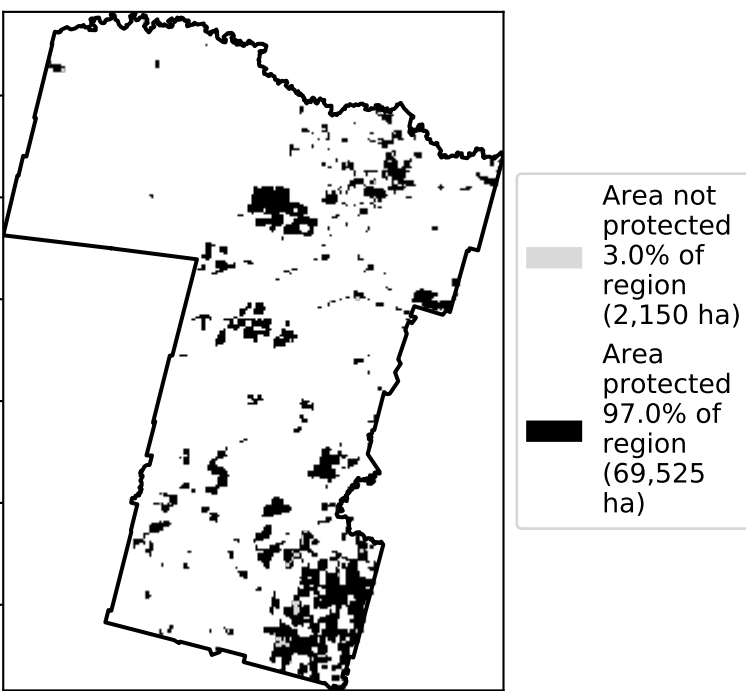 Area not
protected
3.0% of
region
(2,150 ha)
Area
protected
97.0% of
region
(69,525
ha)